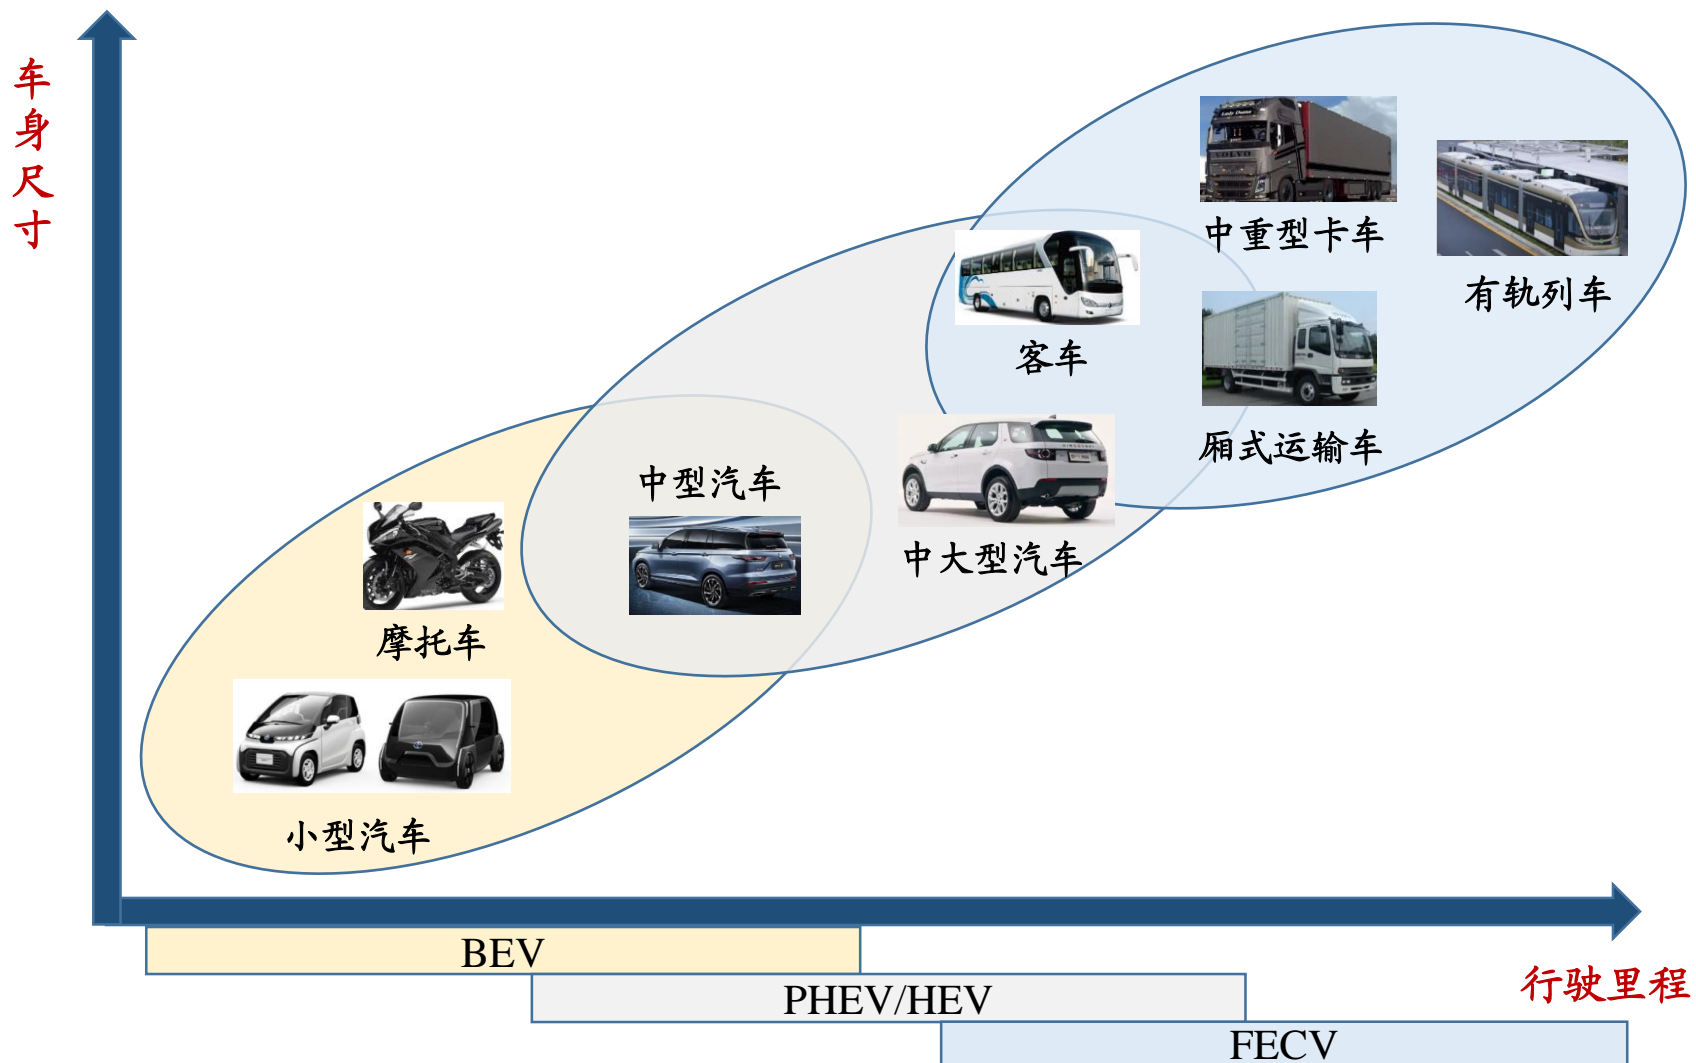 车身尺寸
VOLVO
中重型卡车
有轨列车
客车
厢式运输车
中型汽车
中大型汽车
摩托车
小型汽车
BEV
PHEV/HEV
行驶里程
FECV